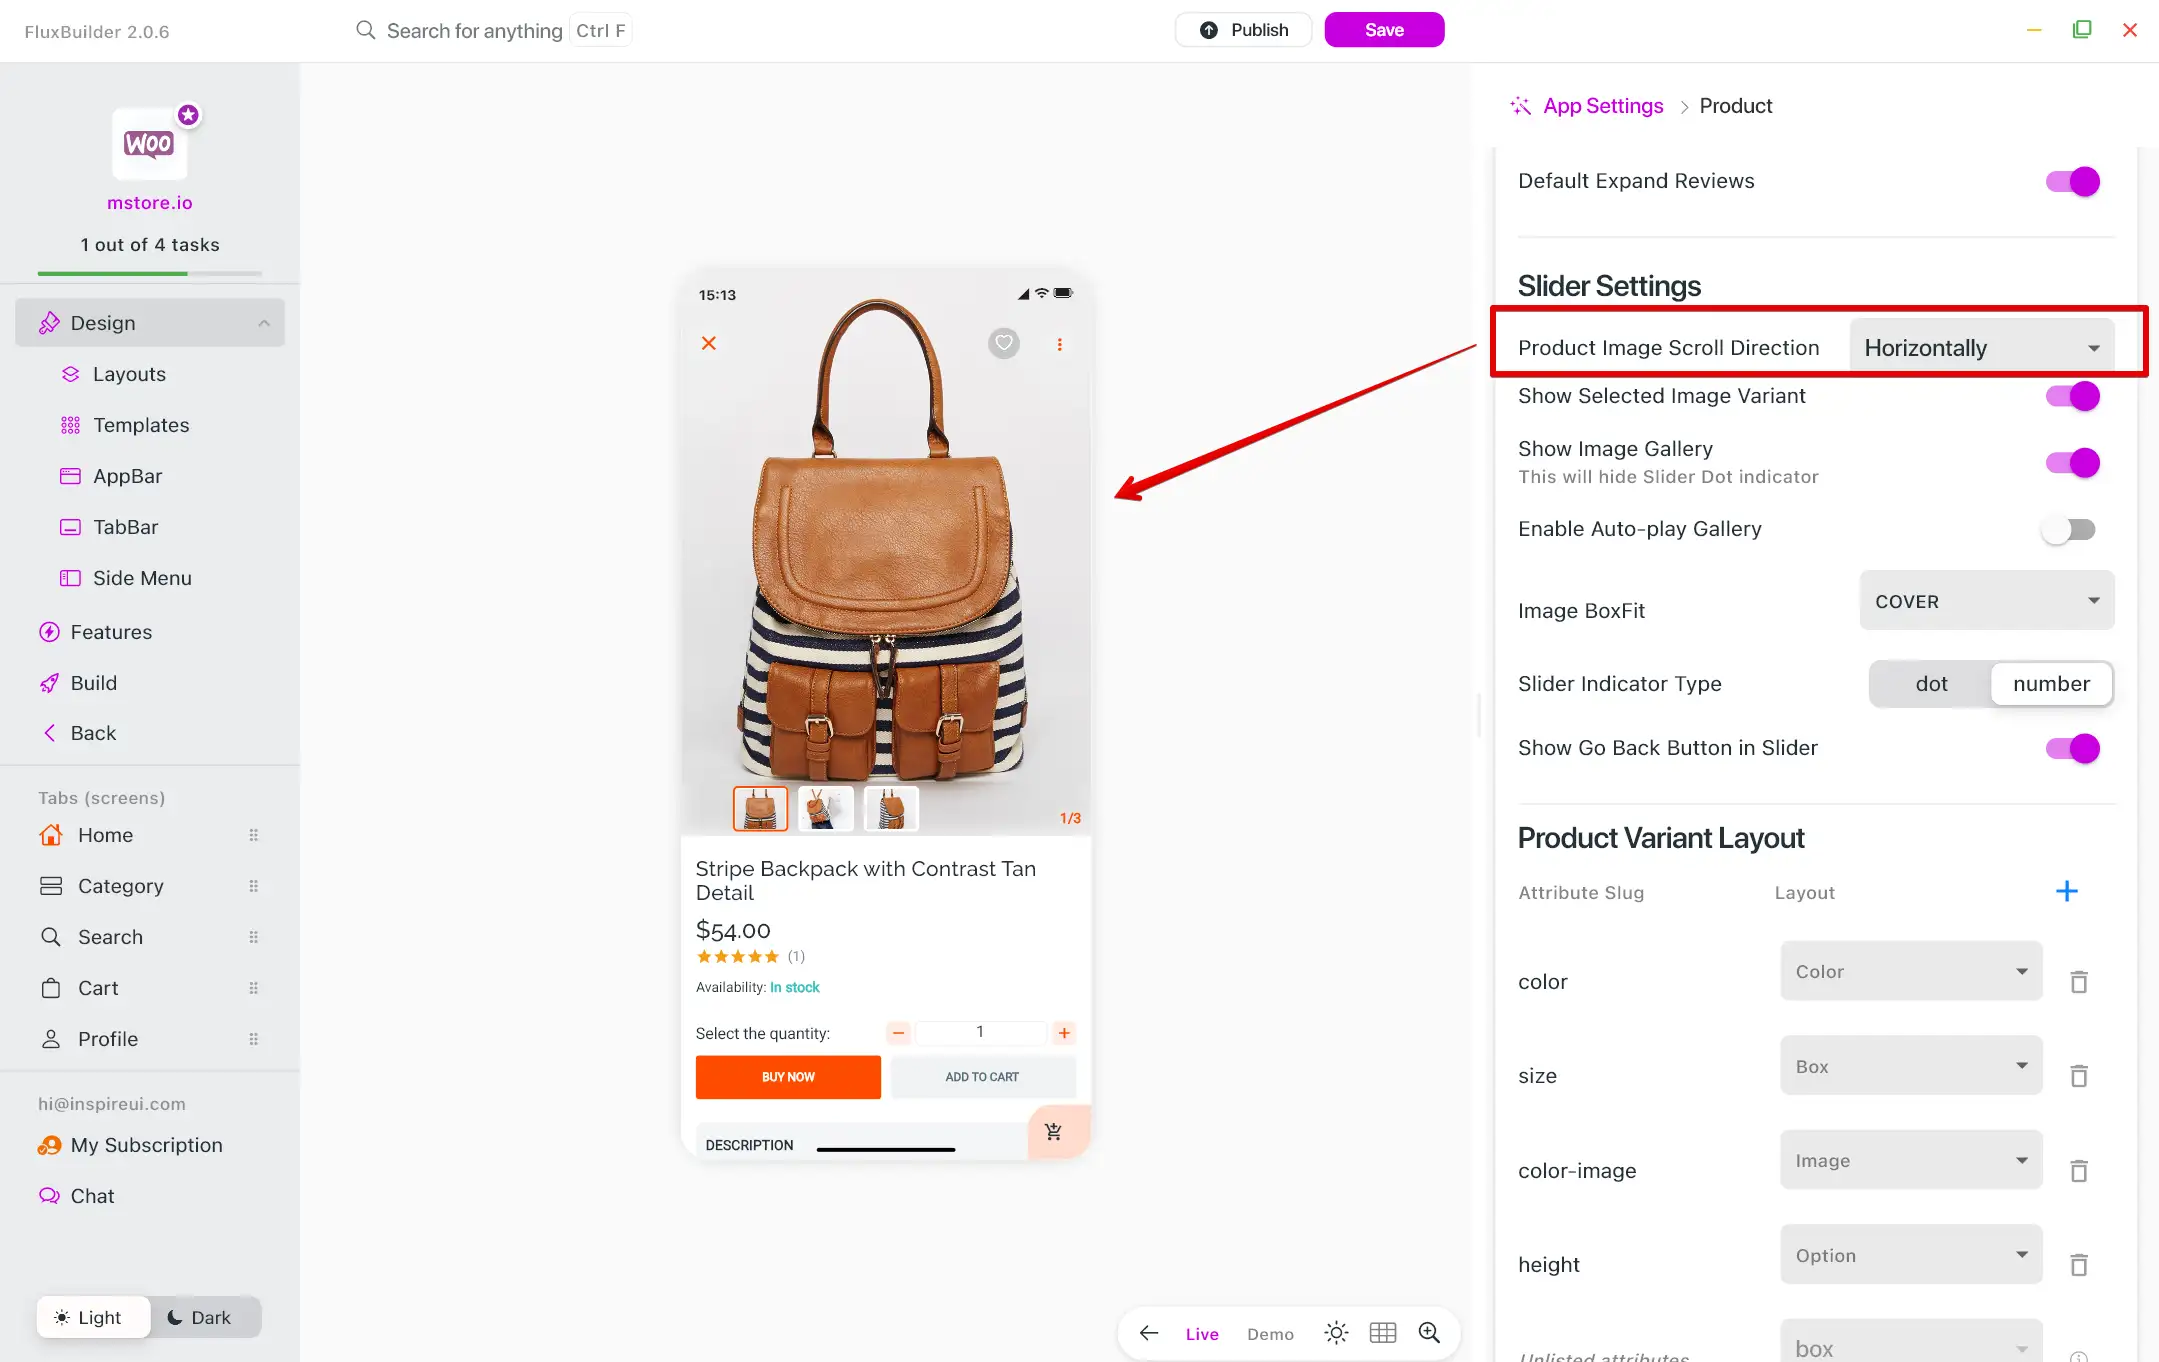 FluxBuilder 2.0.6
Search for anything Ctrl F
Publish
Save
WOO
mstore.io
1 out of 4 tasks
Design
Layouts
Templates
AppBar
TabBar
Side Menu
Features
Build
Back
Tabs (screens)
Home
Category
Search
Cart
Profile
hi@inspireui.com
My Subscription
Chat
Light
Dark
15:13
1/3
Stripe Backpack with Contrast Tan
Detail
$54.00
(1)
Availability: In stock
Select the quantity:
1
BUY NOW
ADD TO CART
DESCRIPTION
Live
Demo
App Settings > Product
Default Expand Reviews
Slider Settings
Product Image Scroll Direction
Horizontally
Show Selected Image Variant
Show Image Gallery
This will hide Slider Dot indicator
Enable Auto-play Gallery
Image BoxFit
COVER
Slider Indicator Type
dot
number
Show Go Back Button in Slider
Product Variant Layout
Attribute Slug
Layout
color
Color
size
Box
color-image
Image
height
Option
Unlisted attributes
box